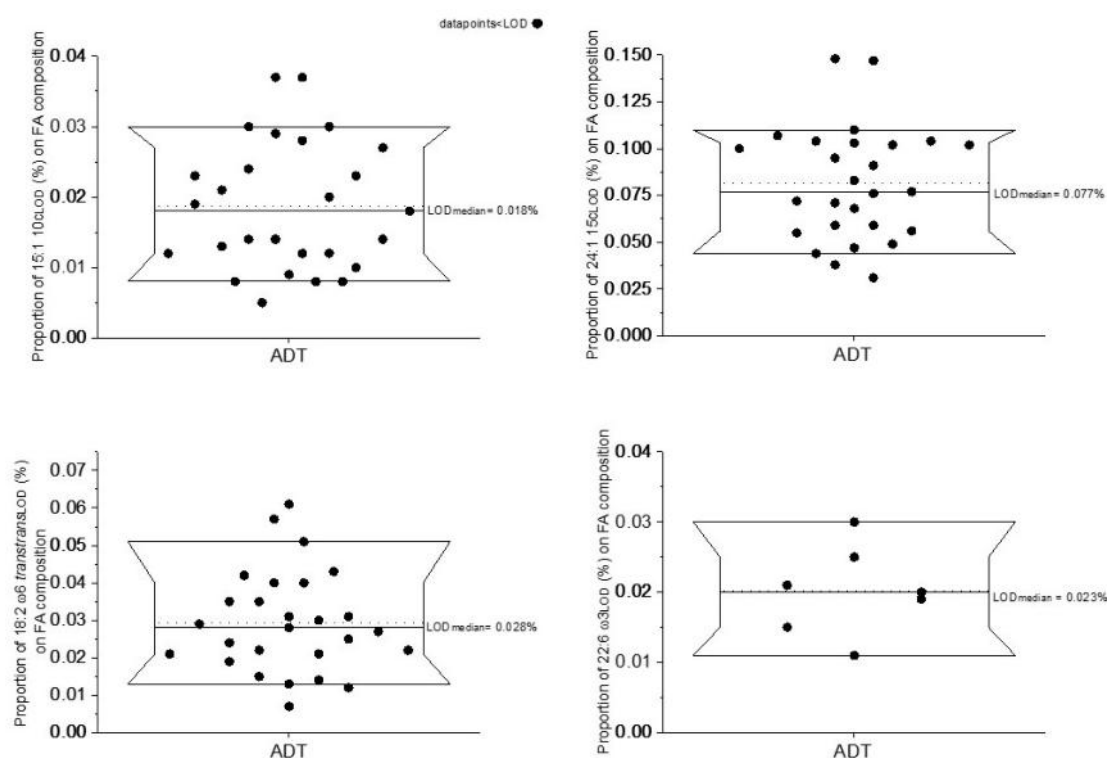 datapoints<LOD
Proportion of 15:1 10cLOD (%) on FA composition
0.04
0.03
0.02
0.01
0.00
LODmedian= 0.018%
ADT
Proportion of 24:1 15cLOD (%) on FA composition
0.150
0.125
0.100
0.075
0.050
0.025
0.000
LODmedian= 0.077%
ADT
Proportion of 18:2 ω6 transtransLOD (%)
on FA composition
0.07
0.06
0.05
0.04
0.03
0.02
0.01
0.00
LODmedian= 0.028%
ADT
Proportion of 22:6 ω3LOD (%) on FA composition
0.04
0.03
0.02
0.01
0.00
LODmedian = 0.023%
ADT